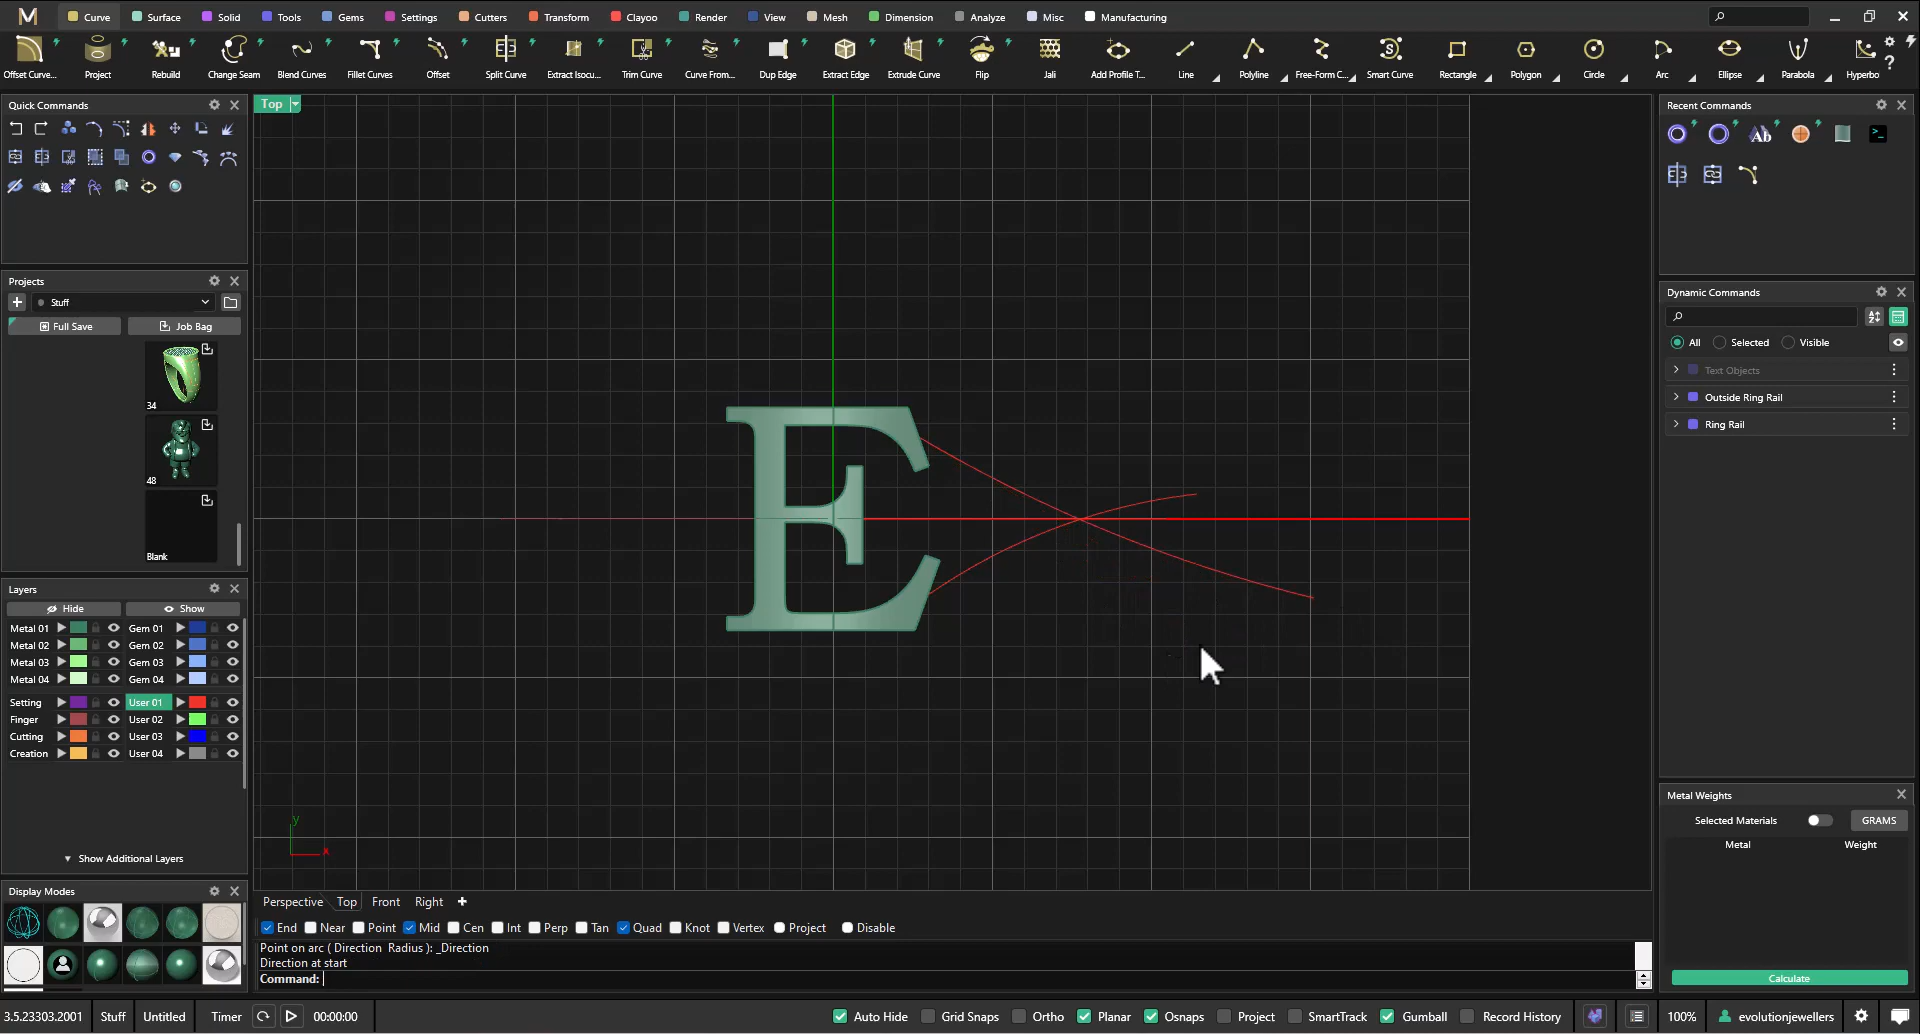 Curve Surface Solid Tools Gems Settings Cutters Transform Clayoo Render View Mesh Dimension Analyze Misc Manufacturing
Offset Curve... Project Rebuild Change Seam Blend Curves Fillet Curves Offset Split Curve Extract Isocu... Trim Curve Curve From... Dup Edge Extract Edge Extrude Curve Flip Jali Add Profile T... Line Polyline Free-Form C... Smart Curve Rectangle Polygon Circle Arc Ellipse Parabola Hyperbo
Quick Commands
Projects
Stuff
Full Save Job Bag
34
48
Blank
Layers
Hide Show
Metal 01 Gem 01
Metal 02 Gem 02
Metal 03 Gem 03
Metal 04 Gem 04
Setting User 01
Finger User 02
Cutting User 03
Creation User 04
Show Additional Layers
Display Modes
Top
E
y
x
Perspective Top Front Right
End Near Point Mid Cen Int Perp Tan Quad Knot Vertex Project Disable
Point on arc ( Direction Radius ): _Direction
Direction at start
Command:
Recent Commands
Ab
Dynamic Commands
All Selected Visible
Text Objects
Outside Ring Rail
Ring Rail
Metal Weights
Selected Materials GRAMS
Metal Weight
Calculate
3.5.23303.2001 Stuff Untitled Timer 00:00:00 Auto Hide Grid Snaps Ortho Planar Osnaps Project SmartTrack Gumball Record History 100% evolutionjewellers